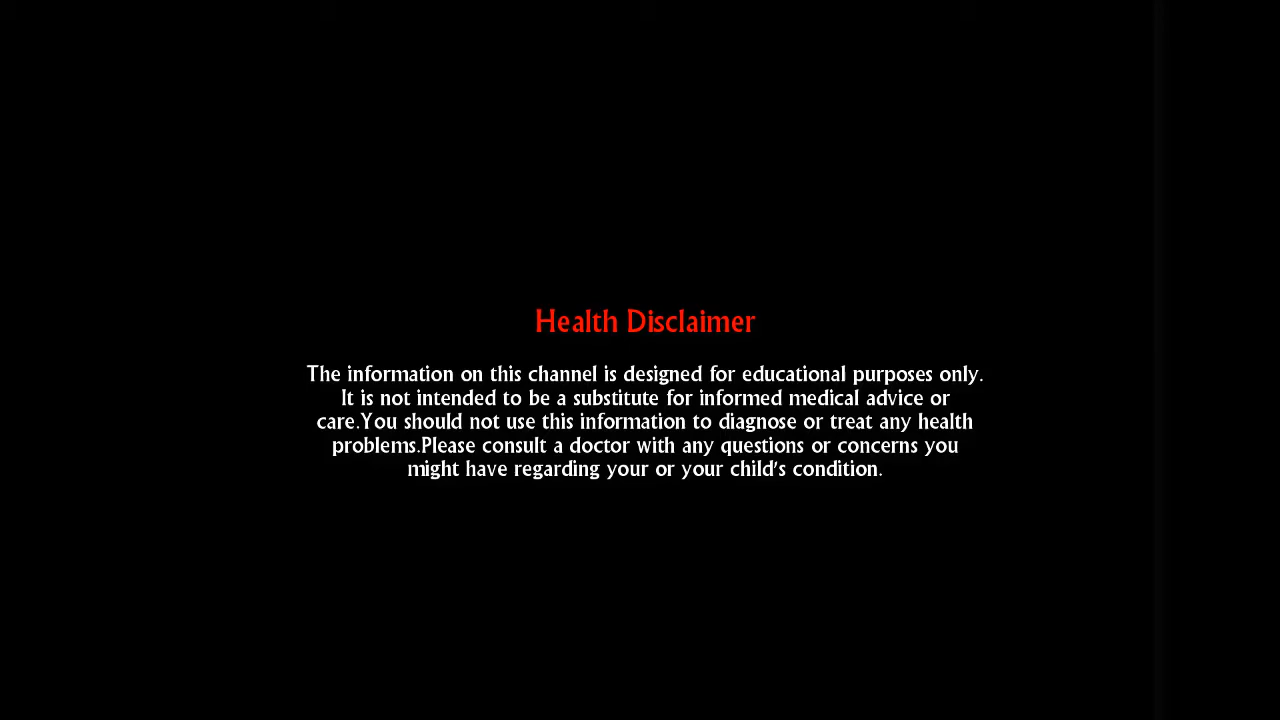 Health Disclaimer
The information on this channel is designed for educational purposes only.
It is not intended to be a substitute for informed medical advice or
care.You should not use this information to diagnose or treat any health
problems.Please consult a doctor with any questions or concerns you
might have regarding your or your child's condition.